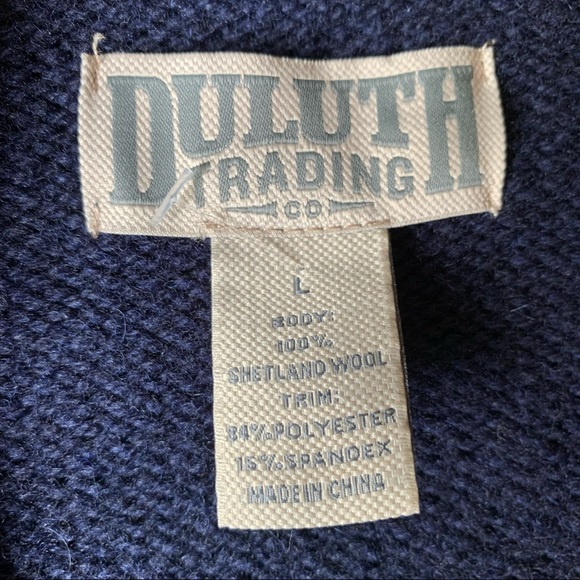 DULUTH
TRADING
CO
L
BODY:
100%
SHETLAND WOOL
TRIM:
84% POLYESTER
16% SPANDEX
MADE IN CHINA